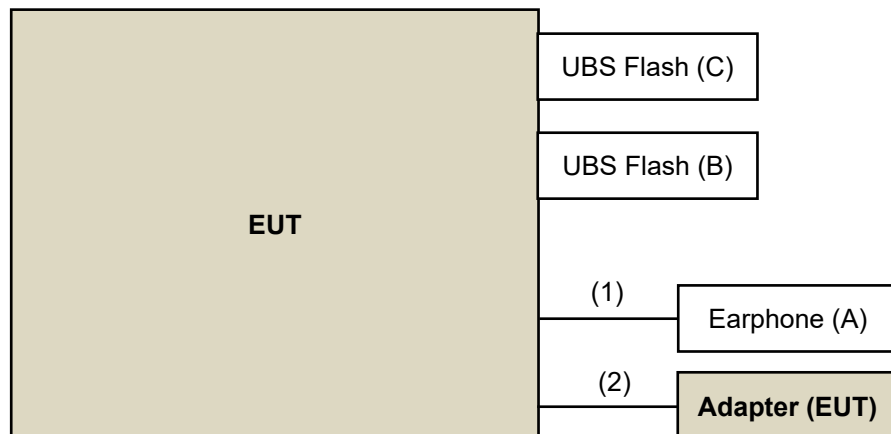 UBS Flash (C)
UBS Flash (B)
EUT
(1)
Earphone (A)
(2)
Adapter (EUT)